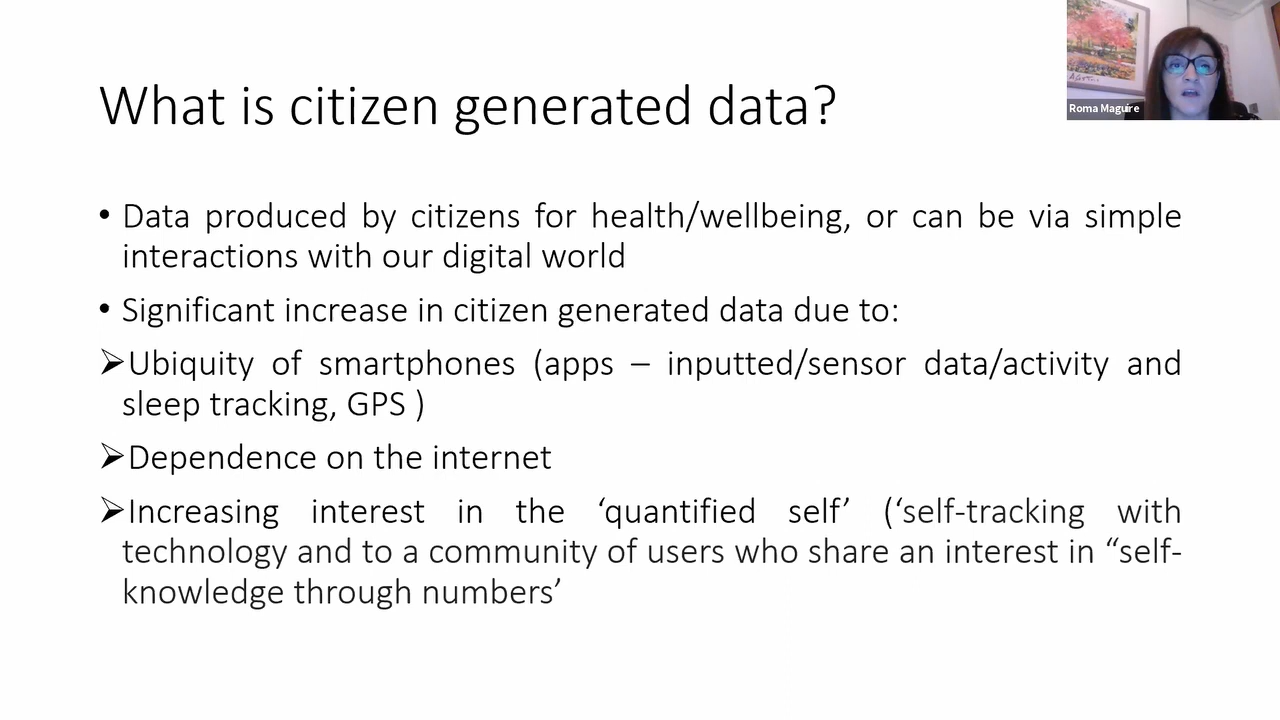 What is citizen generated data?
Roma Maguire
• Data produced by citizens for health/wellbeing, or can be via simple
interactions with our digital world
• Significant increase in citizen generated data due to:
➢Ubiquity of smartphones (apps – inputted/sensor data/activity and
sleep tracking, GPS )
➢Dependence on the internet
➢Increasing interest in the ‘quantified self’ (‘self-tracking with
technology and to a community of users who share an interest in “self-
knowledge through numbers’